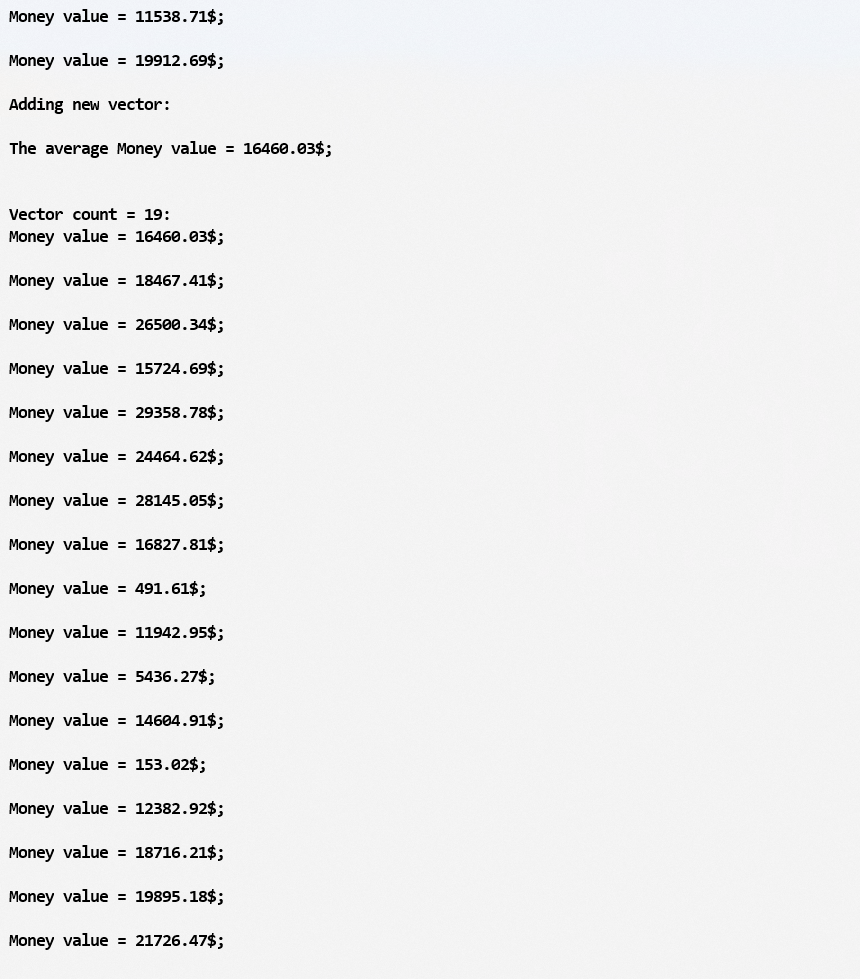 Money value = 11538.71$;
Money value = 19912.69$;
Adding new vector:
The average Money value = 16460.03$;
Vector count = 19:
Money value = 16460.03$;
Money value = 18467.41$;
Money value = 26500.34$;
Money value = 15724.69$;
Money value = 29358.78$;
Money value = 24464.62$;
Money value = 28145.05$;
Money value = 16827.81$;
Money value = 491.61$;
Money value = 11942.95$;
Money value = 5436.27$;
Money value = 14604.91$;
Money value = 153.02$;
Money value = 12382.92$;
Money value = 18716.21$;
Money value = 19895.18$;
Money value = 21726.47$;